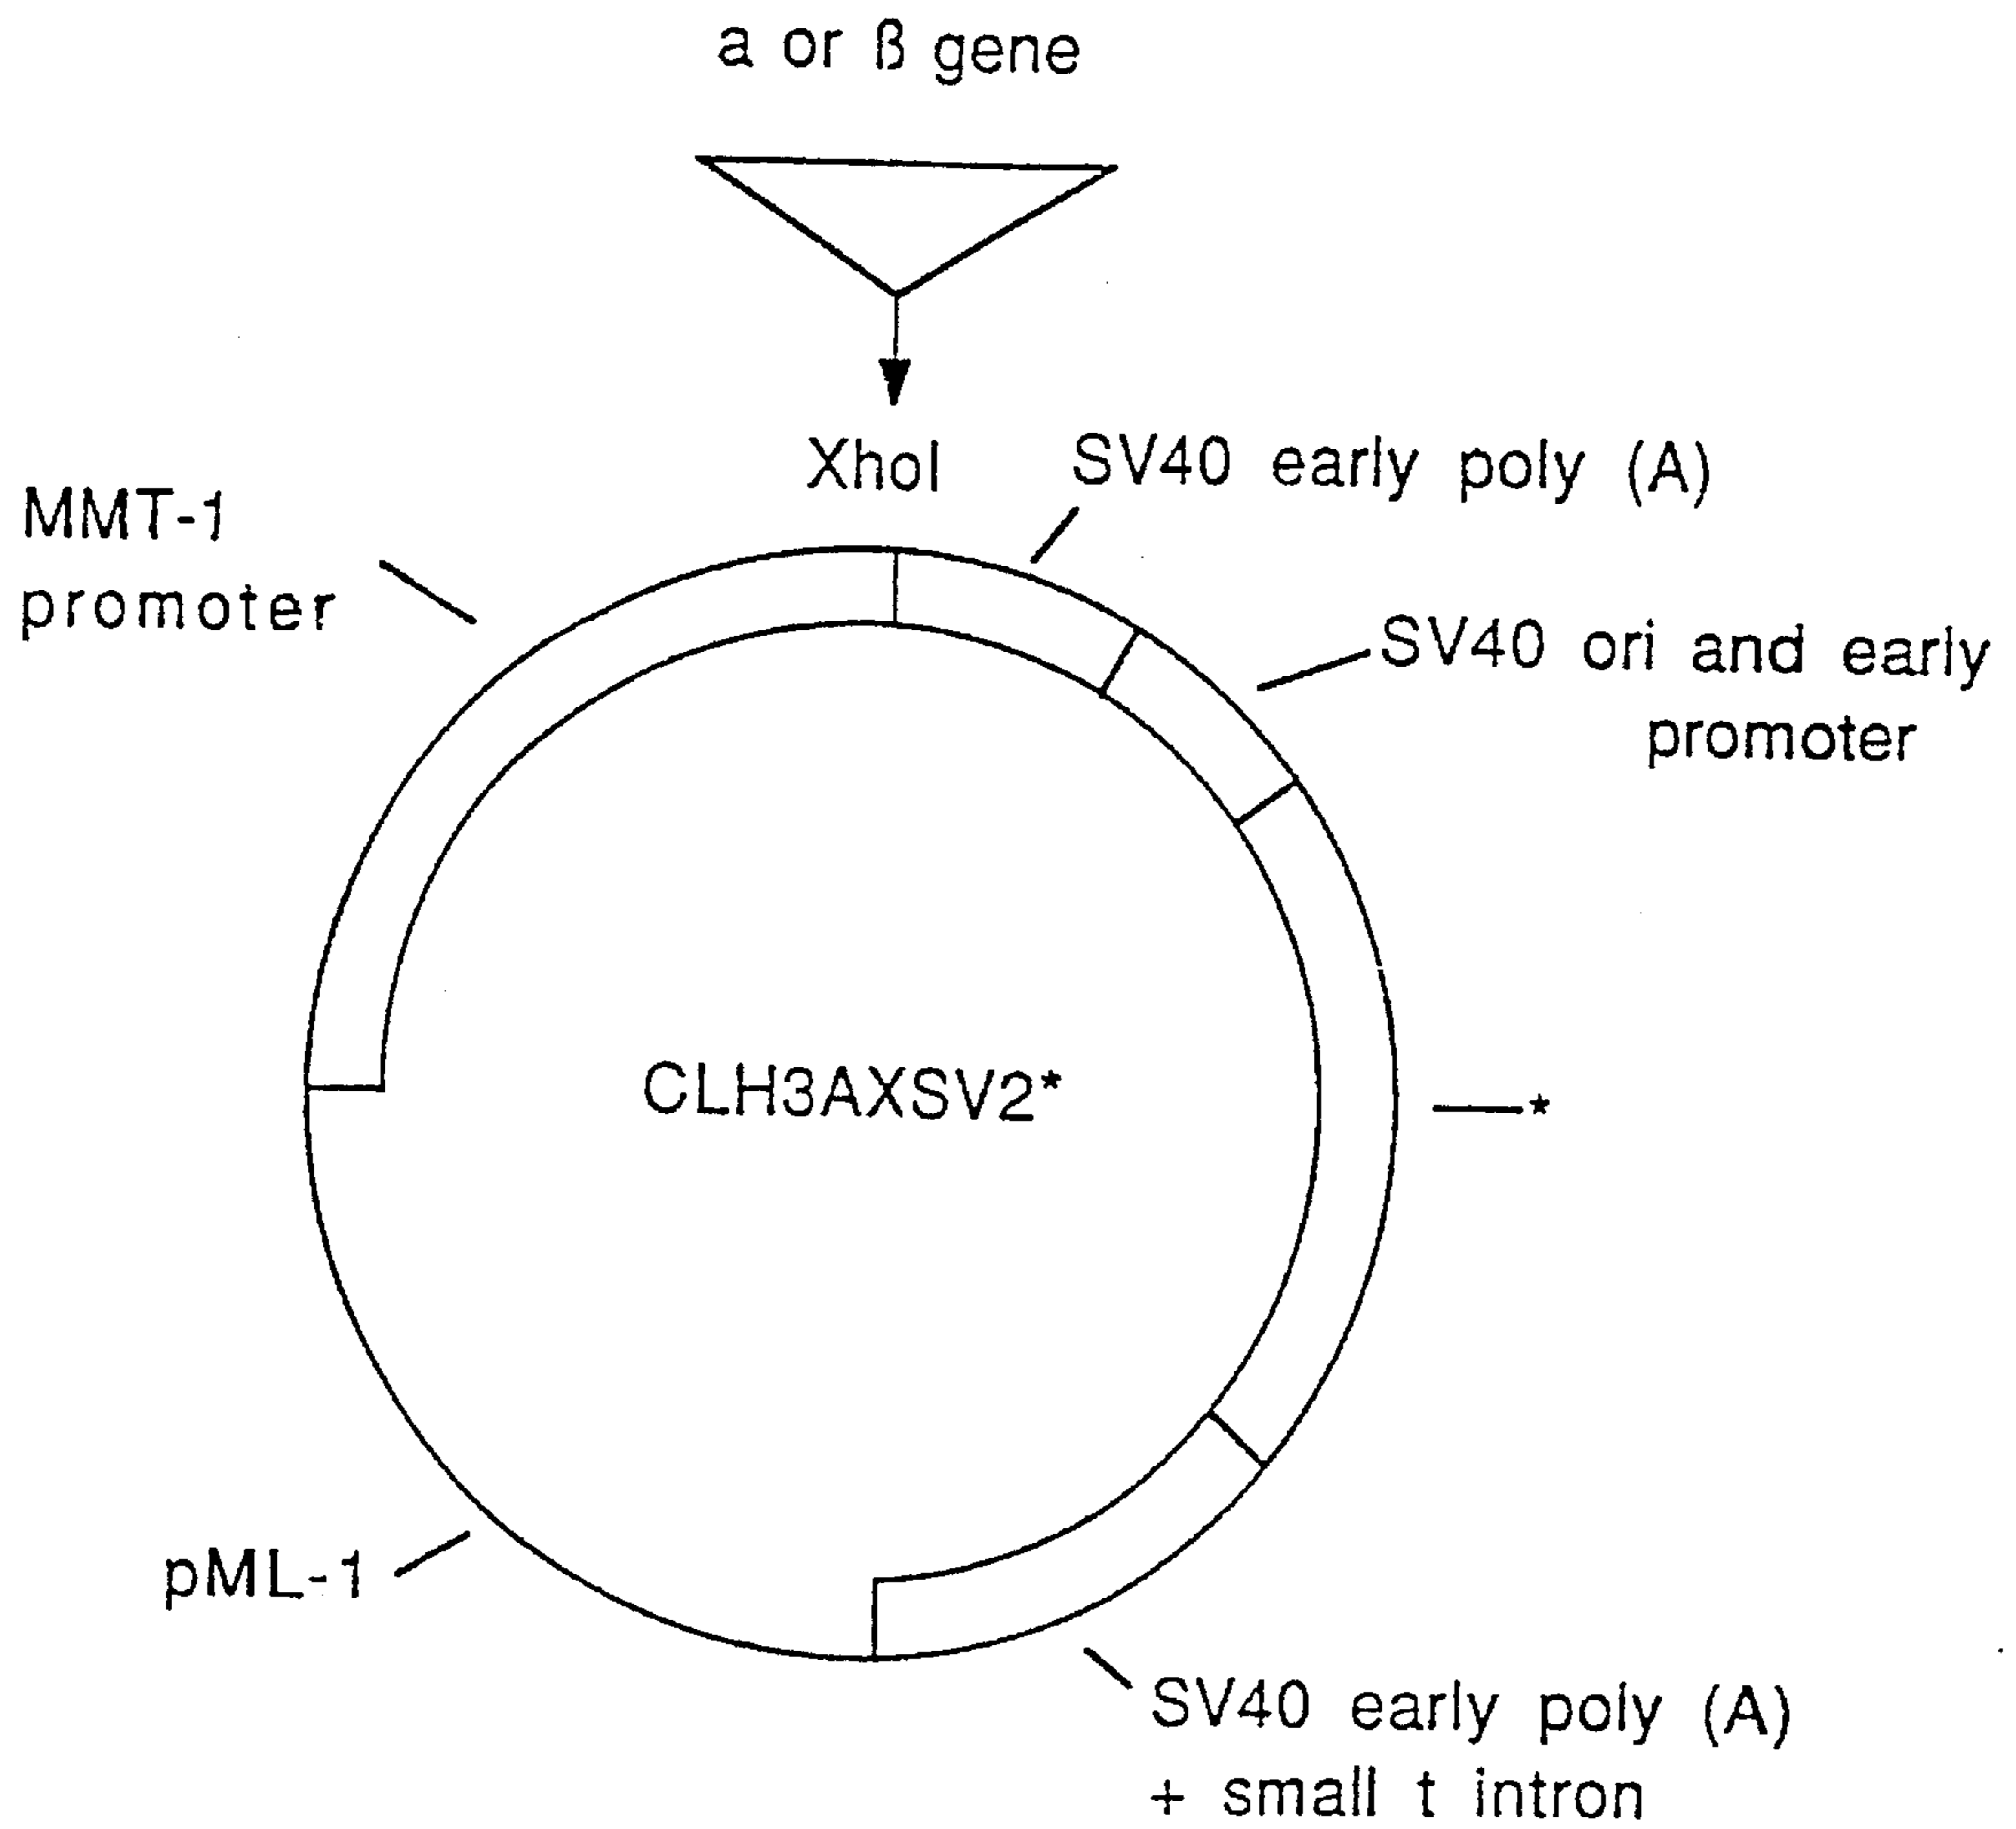 a or ß gene
XhoI
SV40 early poly (A)
MMT-1
promoter
SV40 ori and early
promoter
CLH3AXSV2*
*
pML-1
SV40 early poly (A)
+ small t intron